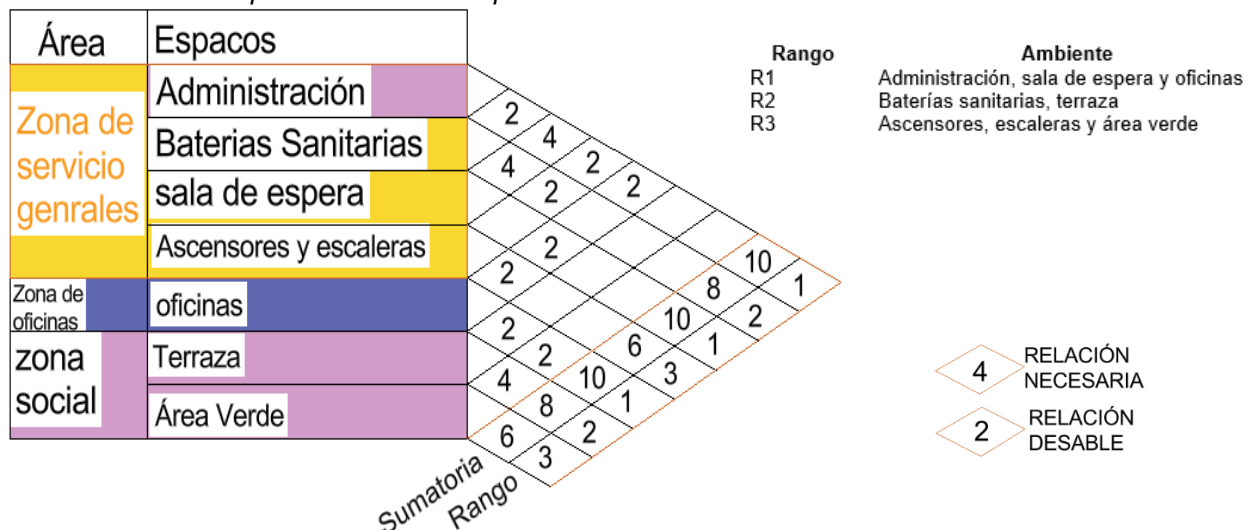 Área Espacos
Zona de
servicio
genrales
Administración
Baterias Sanitarias
sala de espera
Ascensores y escaleras
Zona de
oficinas
oficinas
zona
social
Terraza
Área Verde
2
4
2
2
4
2
2
2
2
2
4
10 1
8 2
10 1
6 3
10 1
8 2
6 3
Sumatoria
Rango
Rango Ambiente
R1 Administración, sala de espera y oficinas
R2 Baterías sanitarias, terraza
R3 Ascensores, escaleras y área verde
4 RELACIÓN
NECESARIA
2 RELACIÓN
DESABLE